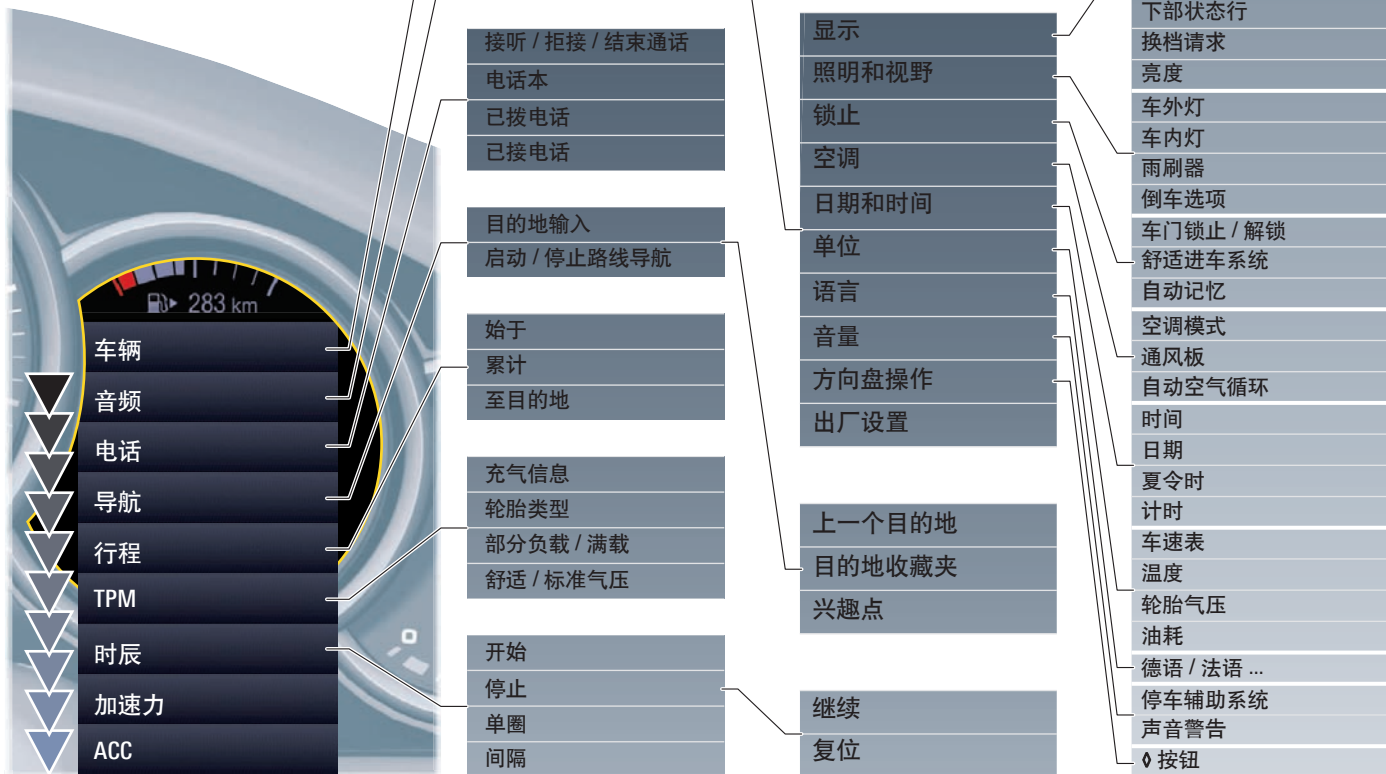 283 km
车辆
音频
电话
导航
行程
TPM
时辰
加速力
ACC
接听 / 拒接 / 结束通话
电话本
已拨电话
已接电话
目的地输入
启动 / 停止路线导航
始于
累计
至目的地
充气信息
轮胎类型
部分负载 / 满载
舒适 / 标准气压
开始
停止
单圈
间隔
显示
照明和视野
锁止
空调
日期和时间
单位
语言
音量
方向盘操作
出厂设置
上一个目的地
目的地收藏夹
兴趣点
继续
复位
下部状态行
换档请求
亮度
车外灯
车内灯
雨刷器
倒车选项
车门锁止 / 解锁
舒适进车系统
自动记忆
空调模式
通风板
自动空气循环
时间
日期
夏令时
计时
车速表
温度
轮胎气压
油耗
德语 / 法语 ...
停车辅助系统
声音警告
◊ 按钮